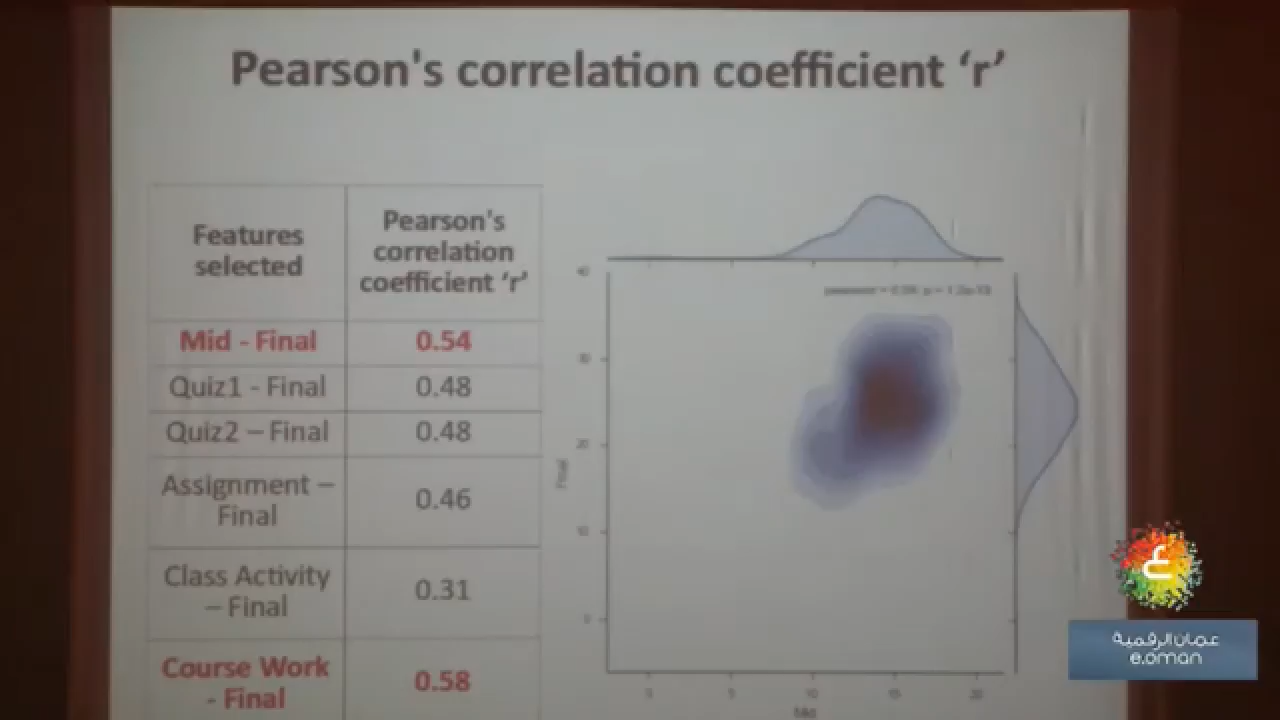 Pearson's correlation coefficient ‘r’
Features
selected
Pearson's
correlation
coefficient ‘r’
Mid - Final
0.54
Quiz1 - Final
0.48
Quiz2 – Final
0.48
Assignment –
Final
0.46
Class Activity
– Final
0.31
Course Work
- Final
0.58
40
30
20
10
0
Final
5
10
15
20
Mid
ع
عمان الرقمية
e.oman